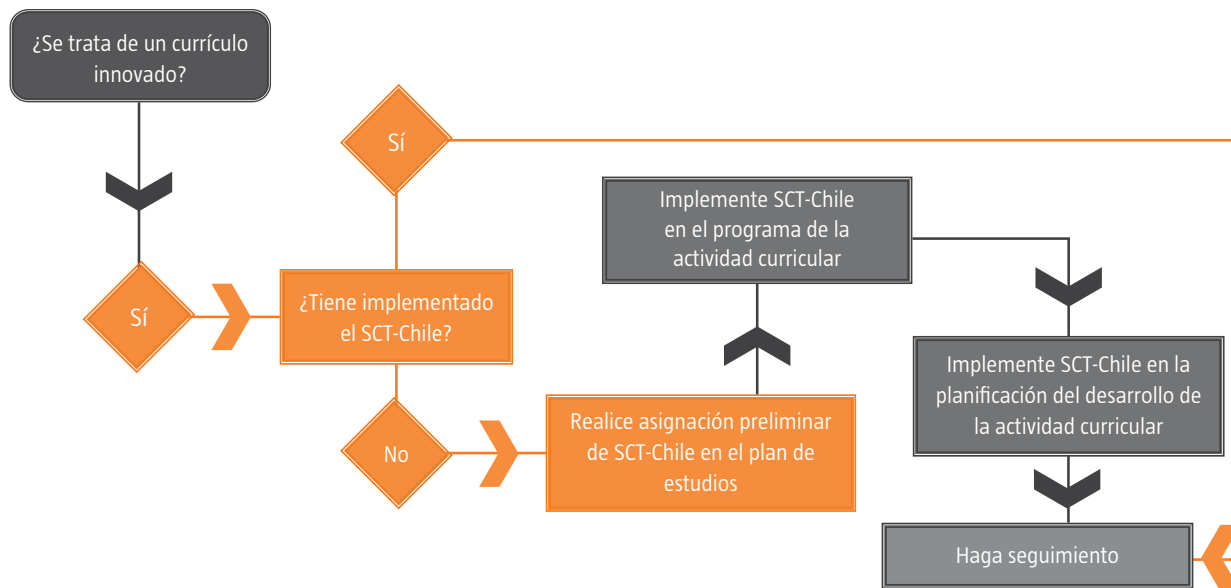 ¿Se trata de un currículo
innovado?
Sí
Sí
¿Tiene implementado
el SCT-Chile?
No
Realice asignación preliminar
de SCT-Chile en el plan de
estudios
Implemente SCT-Chile
en el programa de la
actividad curricular
Implemente SCT-Chile en la
planificación del desarrollo de
la actividad curricular
Haga seguimiento